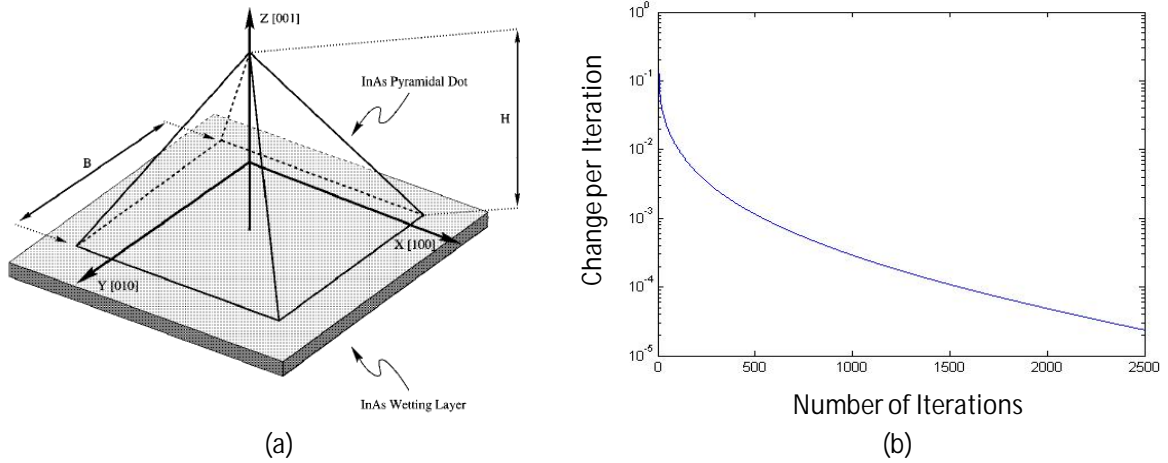 Z [001]
InAs Pyramidal Dot
H
B
X [100]
Y [010]
InAs Wetting Layer
(a)
10^0
10^-1
10^-2
10^-3
10^-4
10^-5
Change per Iteration
0 500 1000 1500 2000 2500
Number of Iterations
(b)